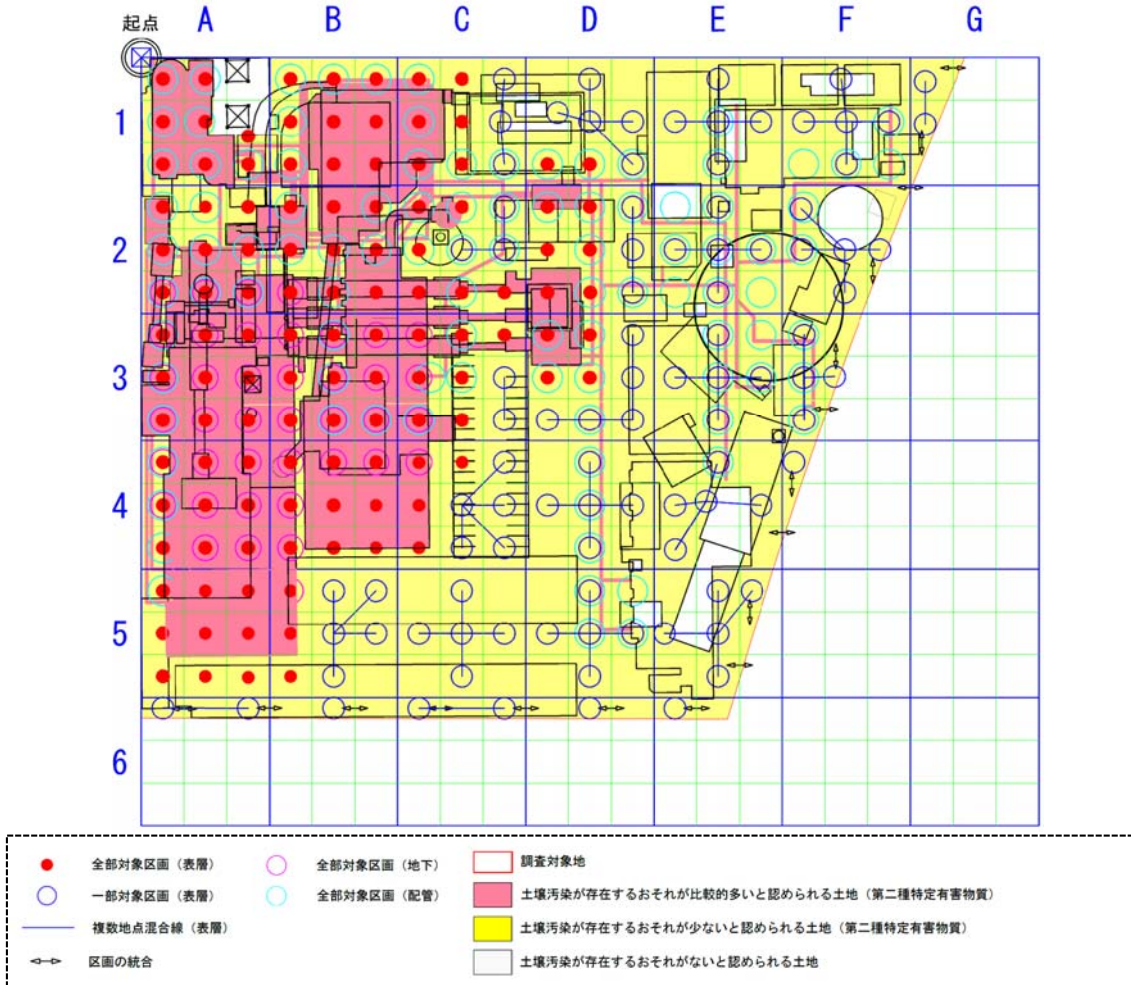 起点
A B C D E F G
1
2
3
4
5
6
全部対象区画（表層） 全部対象区画（地下） 調査対象地
一部対象区画（表層） 全部対象区画（配管） 土壌汚染が存在するおそれが比較的多いと認められる土地（第二種特定有害物質）
複数地点混合線（表層） 土壌汚染が存在するおそれが少ないと認められる土地（第二種特定有害物質）
区画の統合 土壌汚染が存在するおそれがないと認められる土地